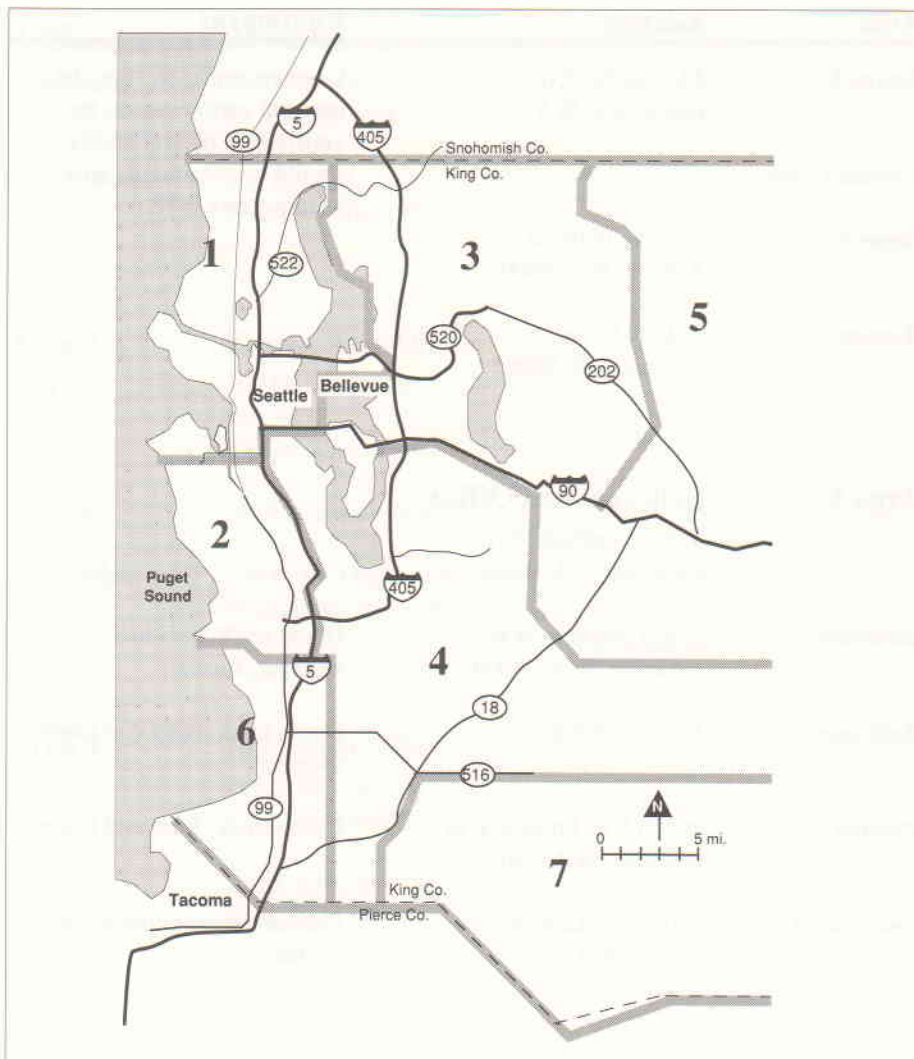 5
99
405
Snohomish Co.
King Co.
1
522
3
5
520
202
Seattle
Bellevue
90
2
Puget
Sound
405
4
5
18
6
516
99
N
0
5 mi.
7
Tacoma
King Co.
Pierce Co.